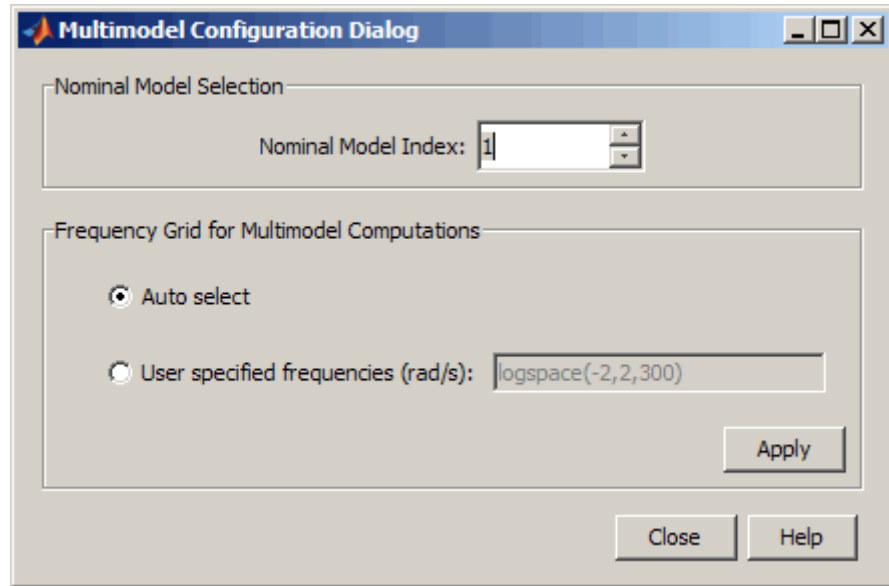 Multimodel Configuration Dialog
Nominal Model Selection
Nominal Model Index: 1
Frequency Grid for Multimodel Computations
Auto select
User specified frequencies (rad/s): logspace(-2,2,300)
Apply
Close Help